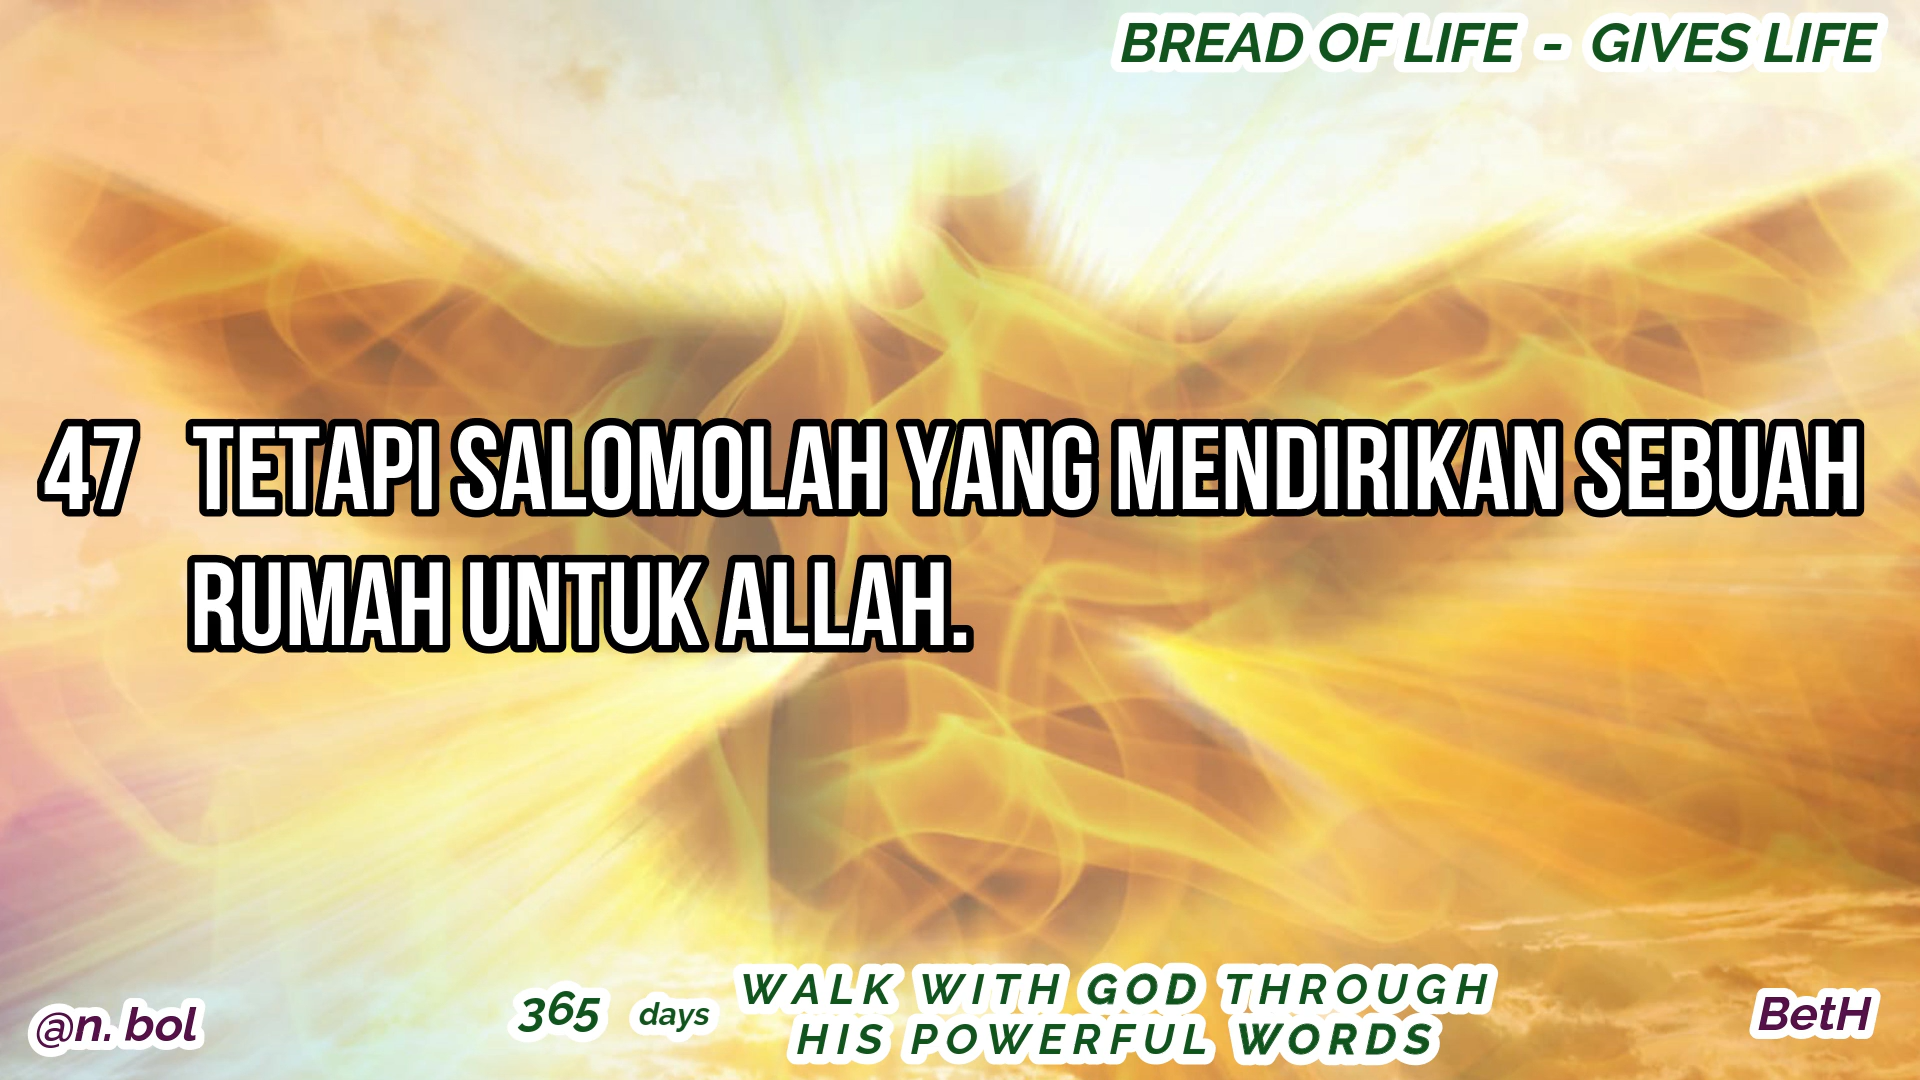 BREAD OF LIFE - GIVES LIFE
47 TETAPI SALOMOLAH YANG MENDIRIKAN SEBUAH
RUMAH UNTUK ALLAH.
@n. bol
365 days
WALK WITH GOD THROUGH
HIS POWERFUL WORDS
BetH